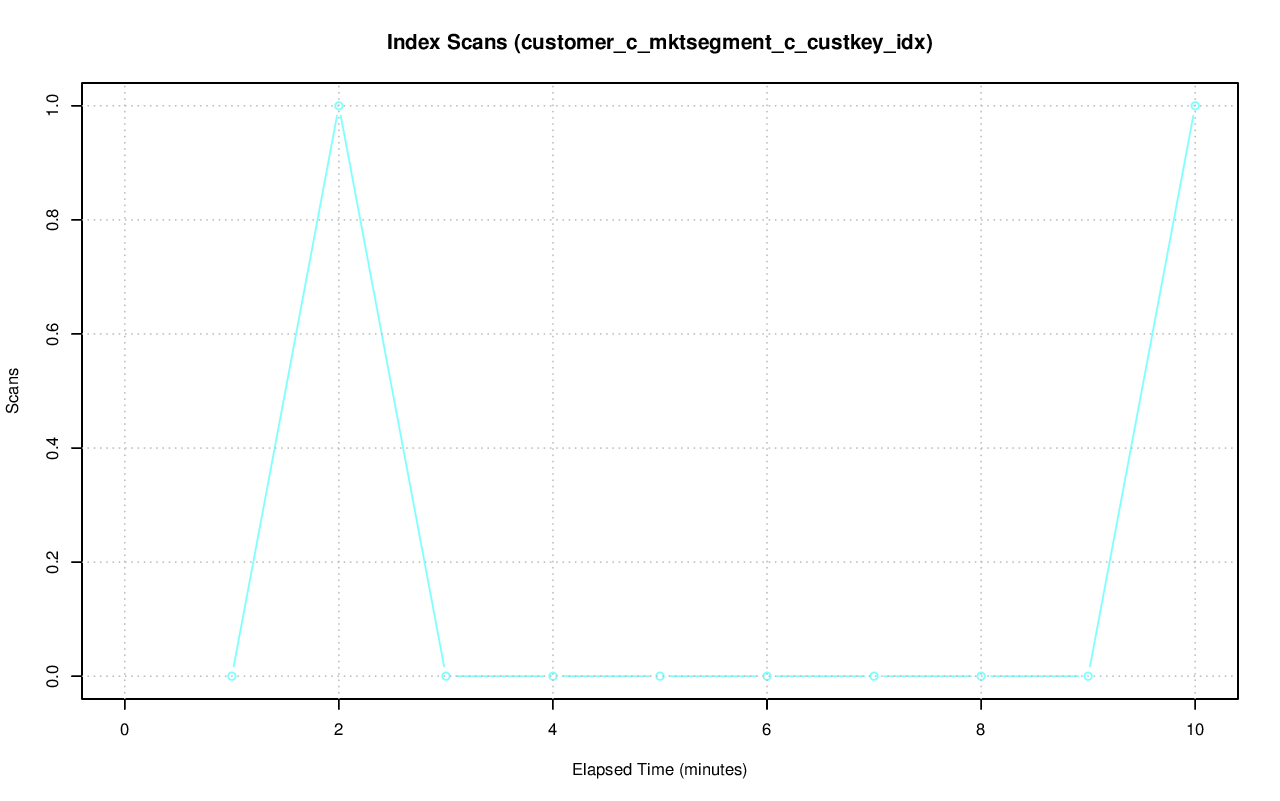 Index Scans (customer_c_mktsegment_c_custkey_idx)
1.0
0.8
0.6
0.4
0.2
0.0
Scans
0 2 4 6 8 10
Elapsed Time (minutes)